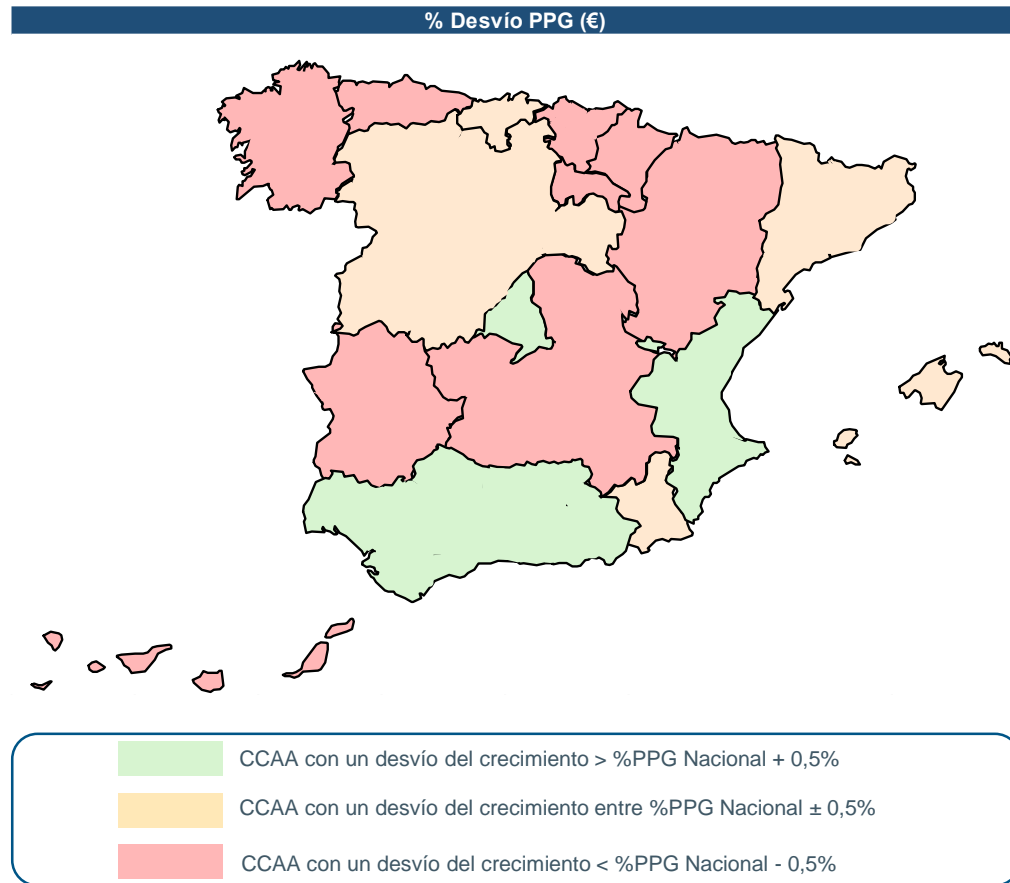 % Desvío PPG (€)
CCAA con un desvío del crecimiento > %PPG Nacional + 0,5%
CCAA con un desvío del crecimiento entre %PPG Nacional ± 0,5%
CCAA con un desvío del crecimiento < %PPG Nacional - 0,5%